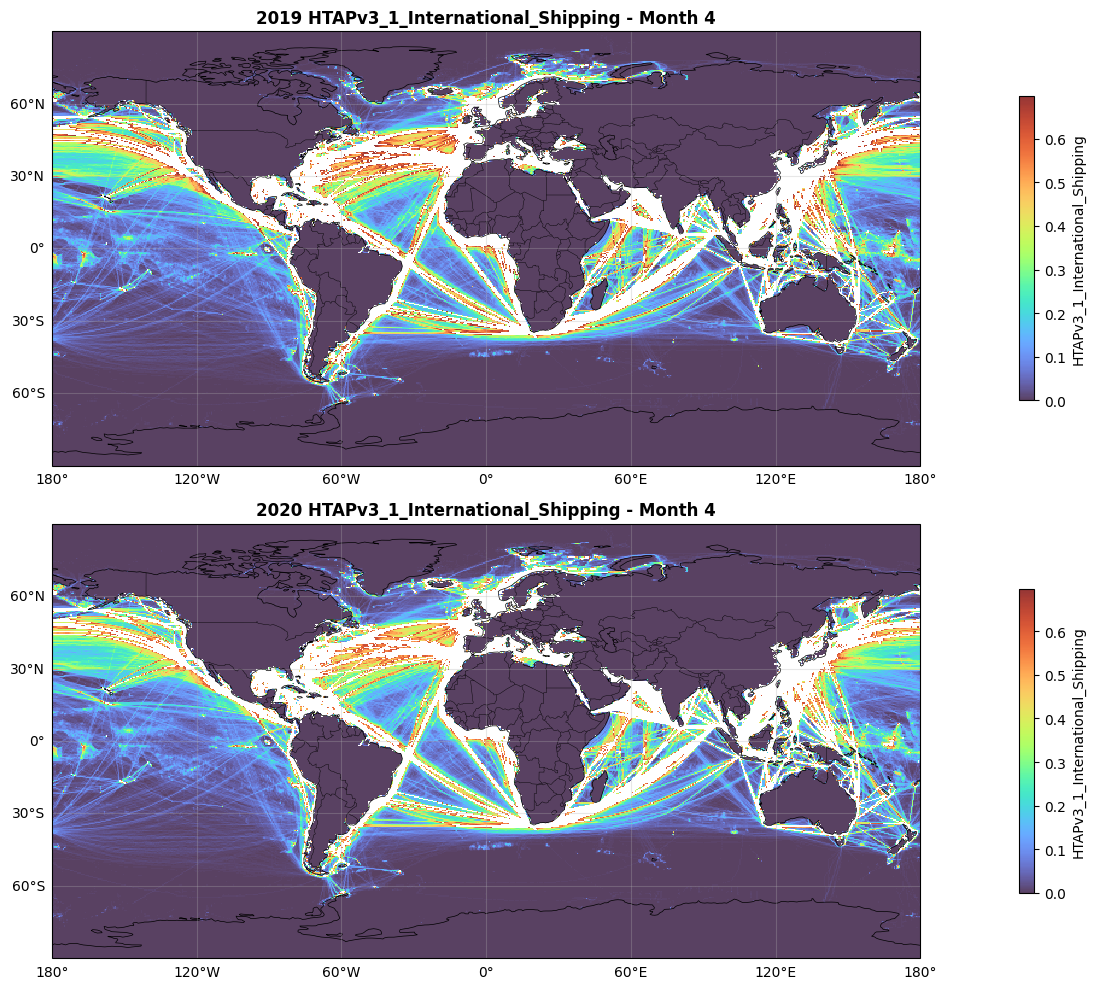 2019 HTAPv3_1_International_Shipping - Month 4
60°N
30°N
0°
30°S
60°S
180°
120°W
60°W
0°
60°E
120°E
180°
0.6
0.5
0.4
0.3
0.2
0.1
0.0
HTAPv3_1_International_Shipping
2020 HTAPv3_1_International_Shipping - Month 4
60°N
30°N
0°
30°S
60°S
180°
120°W
60°W
0°
60°E
120°E
180°
0.6
0.5
0.4
0.3
0.2
0.1
0.0
HTAPv3_1_International_Shipping